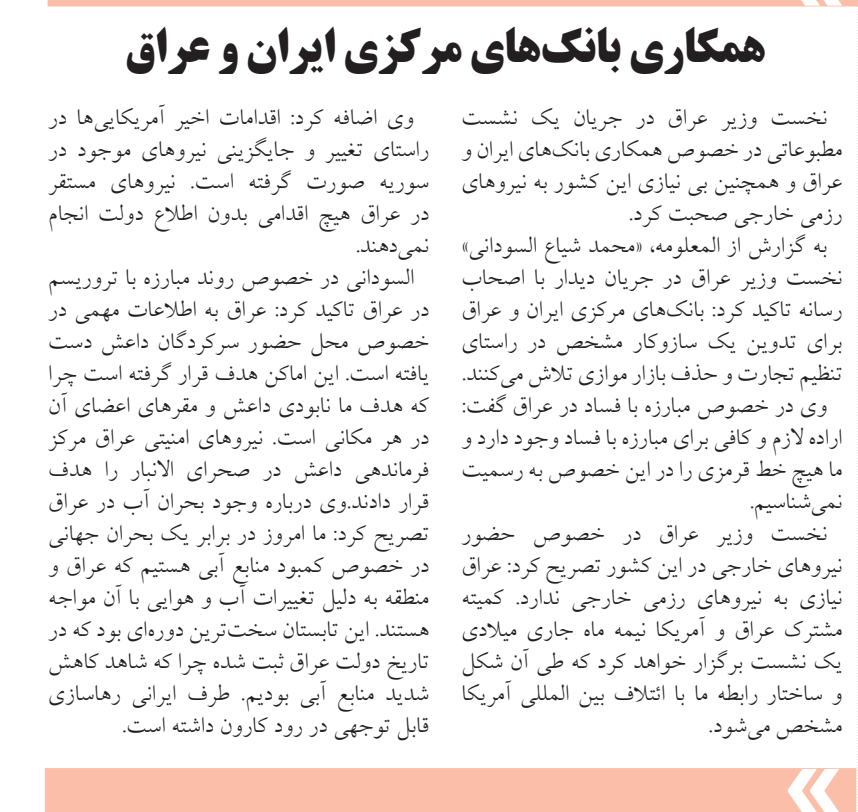 همکاری بانک‌های مرکزی ایران و عراق
نخست وزیر عراق در جریان یک نشست
مطبوعاتی در خصوص همکاری بانک‌های ایران و
عراق و همچنین بی نیازی این کشور به نیروهای
رزمی خارجی صحبت کرد.
به گزارش از المعلومه، «محمد شیاع السودانی»
نخست وزیر عراق در جریان دیدار با اصحاب
رسانه تاکید کرد: بانک‌های مرکزی ایران و عراق
برای تدوین یک سازوکار مشخص در راستای
تنظیم تجارت و حذف بازار موازی تلاش می‌کنند.
وی در خصوص مبارزه با فساد در عراق گفت:
اراده لازم و کافی برای مبارزه با فساد وجود دارد و
ما هیچ خط قرمزی را در این خصوص به رسمیت
نمی‌شناسیم.
نخست وزیر عراق در خصوص حضور
نیروهای خارجی در این کشور تصریح کرد: عراق
نیازی به نیروهای رزمی خارجی ندارد. کمیته
مشترک عراق و آمریکا نیمه ماه جاری میلادی
یک نشست برگزار خواهد کرد که طی آن شکل
و ساختار رابطه ما با ائتلاف بین المللی آمریکا
مشخص می‌شود.
وی اضافه کرد: اقدامات اخیر آمریکایی‌ها در
راستای تغییر و جایگزینی نیروهای موجود در
سوریه صورت گرفته است. نیروهای مستقر
در عراق هیچ اقدامی بدون اطلاع دولت انجام
نمی‌دهند.
السودانی در خصوص روند مبارزه با تروریسم
در عراق تاکید کرد: عراق به اطلاعات مهمی در
خصوص محل حضور سرکردگان داعش دست
یافته است. این اماکن هدف قرار گرفته است چرا
که هدف ما نابودی داعش و مقرهای اعضای آن
در هر مکانی است. نیروهای امنیتی عراق مرکز
فرماندهی داعش در صحرای الانبار را هدف
قرار دادند.وی درباره وجود بحران آب در عراق
تصریح کرد: ما امروز در برابر یک بحران جهانی
در خصوص کمبود منابع آبی هستیم که عراق و
منطقه به دلیل تغییرات آب و هوایی با آن مواجه
هستند. این تابستان سخت‌ترین دوره‌ای بود که در
تاریخ دولت عراق ثبت شده چرا که شاهد کاهش
شدید منابع آبی بودیم. طرف ایرانی رهاسازی
قابل توجهی در رود کارون داشته است.